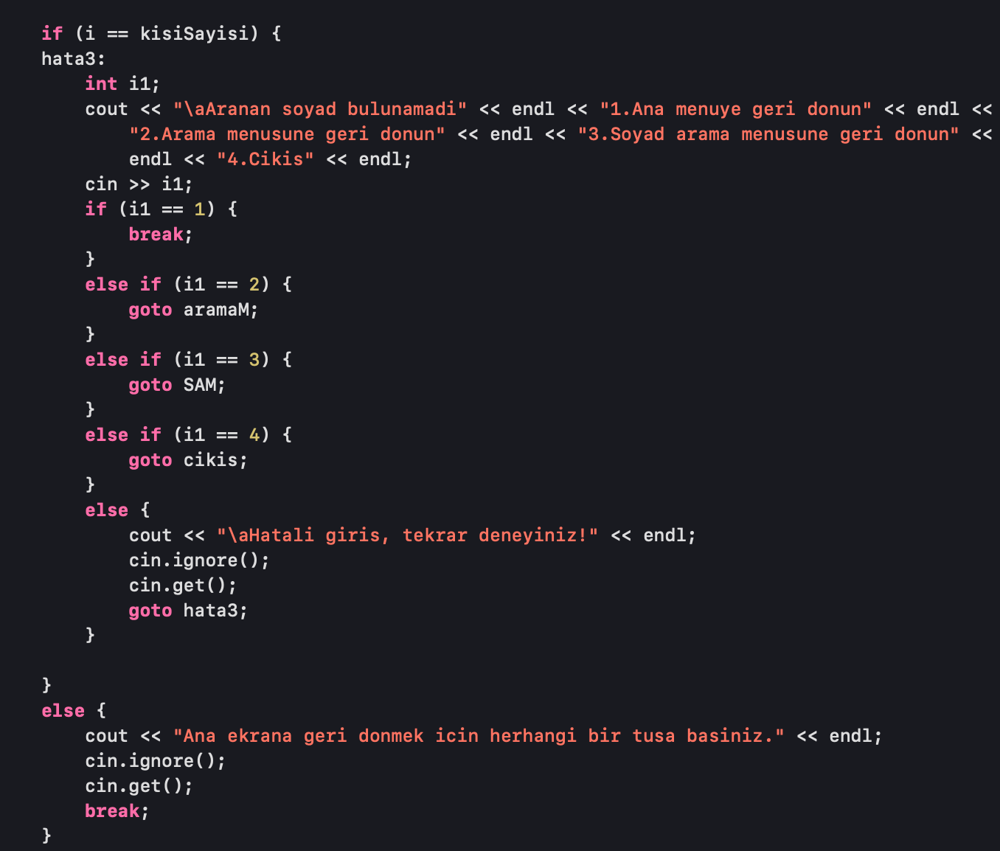 if (i == kisiSayisi) {
hata3:
    int i1;
    cout << "\aAranan soyad bulunamadi" << endl << "1.Ana menuye geri donun" << endl <<
        "2.Arama menusune geri donun" << endl << "3.Soyad arama menusune geri donun" <<
        endl << "4.Cikis" << endl;
    cin >> i1;
    if (i1 == 1) {
        break;
    }
    else if (i1 == 2) {
        goto aramaM;
    }
    else if (i1 == 3) {
        goto SAM;
    }
    else if (i1 == 4) {
        goto cikis;
    }
    else {
        cout << "\aHatali giris, tekrar deneyiniz!" << endl;
        cin.ignore();
        cin.get();
        goto hata3;
    }

}
else {
    cout << "Ana ekrana geri donmek icin herhangi bir tusa basiniz." << endl;
    cin.ignore();
    cin.get();
    break;
}